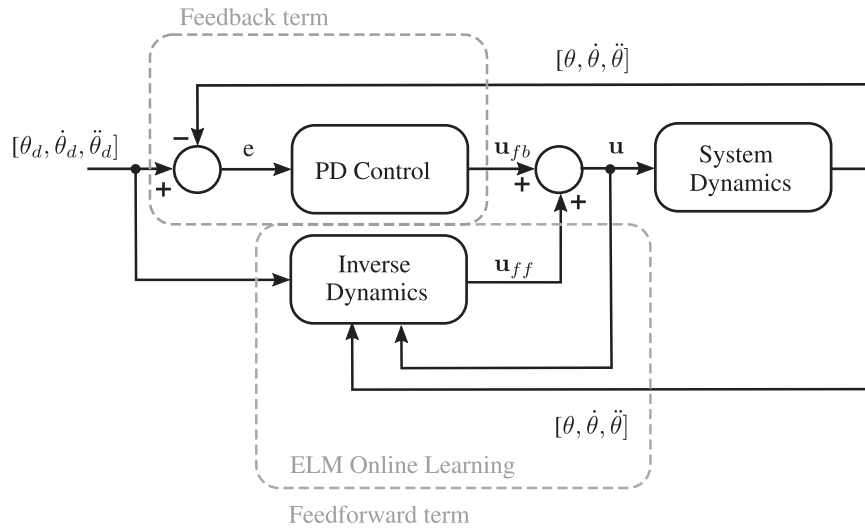 Feedback term
[θ, θ̇, θ̈]
[θ_d, θ̇_d, θ̈_d]
−
+
e
PD Control
u_fb
+
+
u
System
Dynamics
Inverse
Dynamics
u_ff
[θ, θ̇, θ̈]
ELM Online Learning
Feedforward term